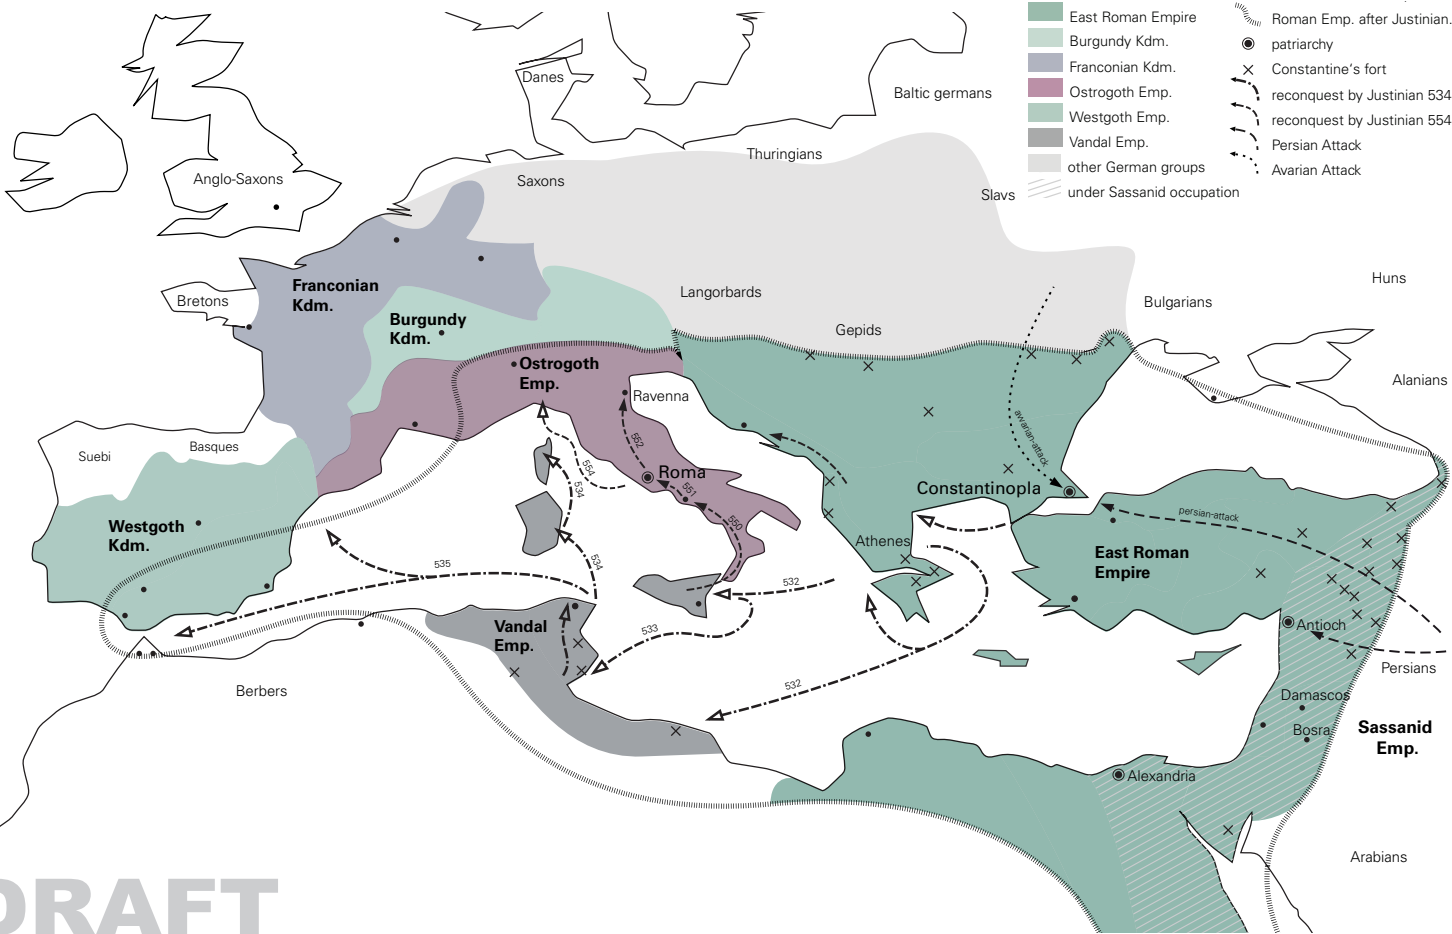 East Roman Empire
Burgundy Kdm.
Franconian Kdm.
Ostrogoth Emp.
Westgoth Emp.
Vandal Emp.
other German groups
under Sassanid occupation
Roman Emp. after Justinian.
patriarchy
Constantine's fort
reconquest by Justinian 534
reconquest by Justinian 554
Persian Attack
Avarian Attack
Danes
Baltic germans
Thuringians
Anglo-Saxons
Saxons
Slavs
Franconian
Kdm.
Bretons
Langorbards
Huns
Bulgarians
Burgundy
Kdm.
Gepids
Ostrogoth
Emp.
Alanians
Ravenna
Basques
Suebi
552
554
534
Roma
551
550
awarian-attack
Constantinopla
persian-attack
Westgoth
Kdm.
Athenes
East Roman
Empire
535
534
532
533
Vandal
Emp.
Antioch
Persians
Berbers
532
Damascos
Bosra
Sassanid
Emp.
Alexandria
Arabians
DRAFT